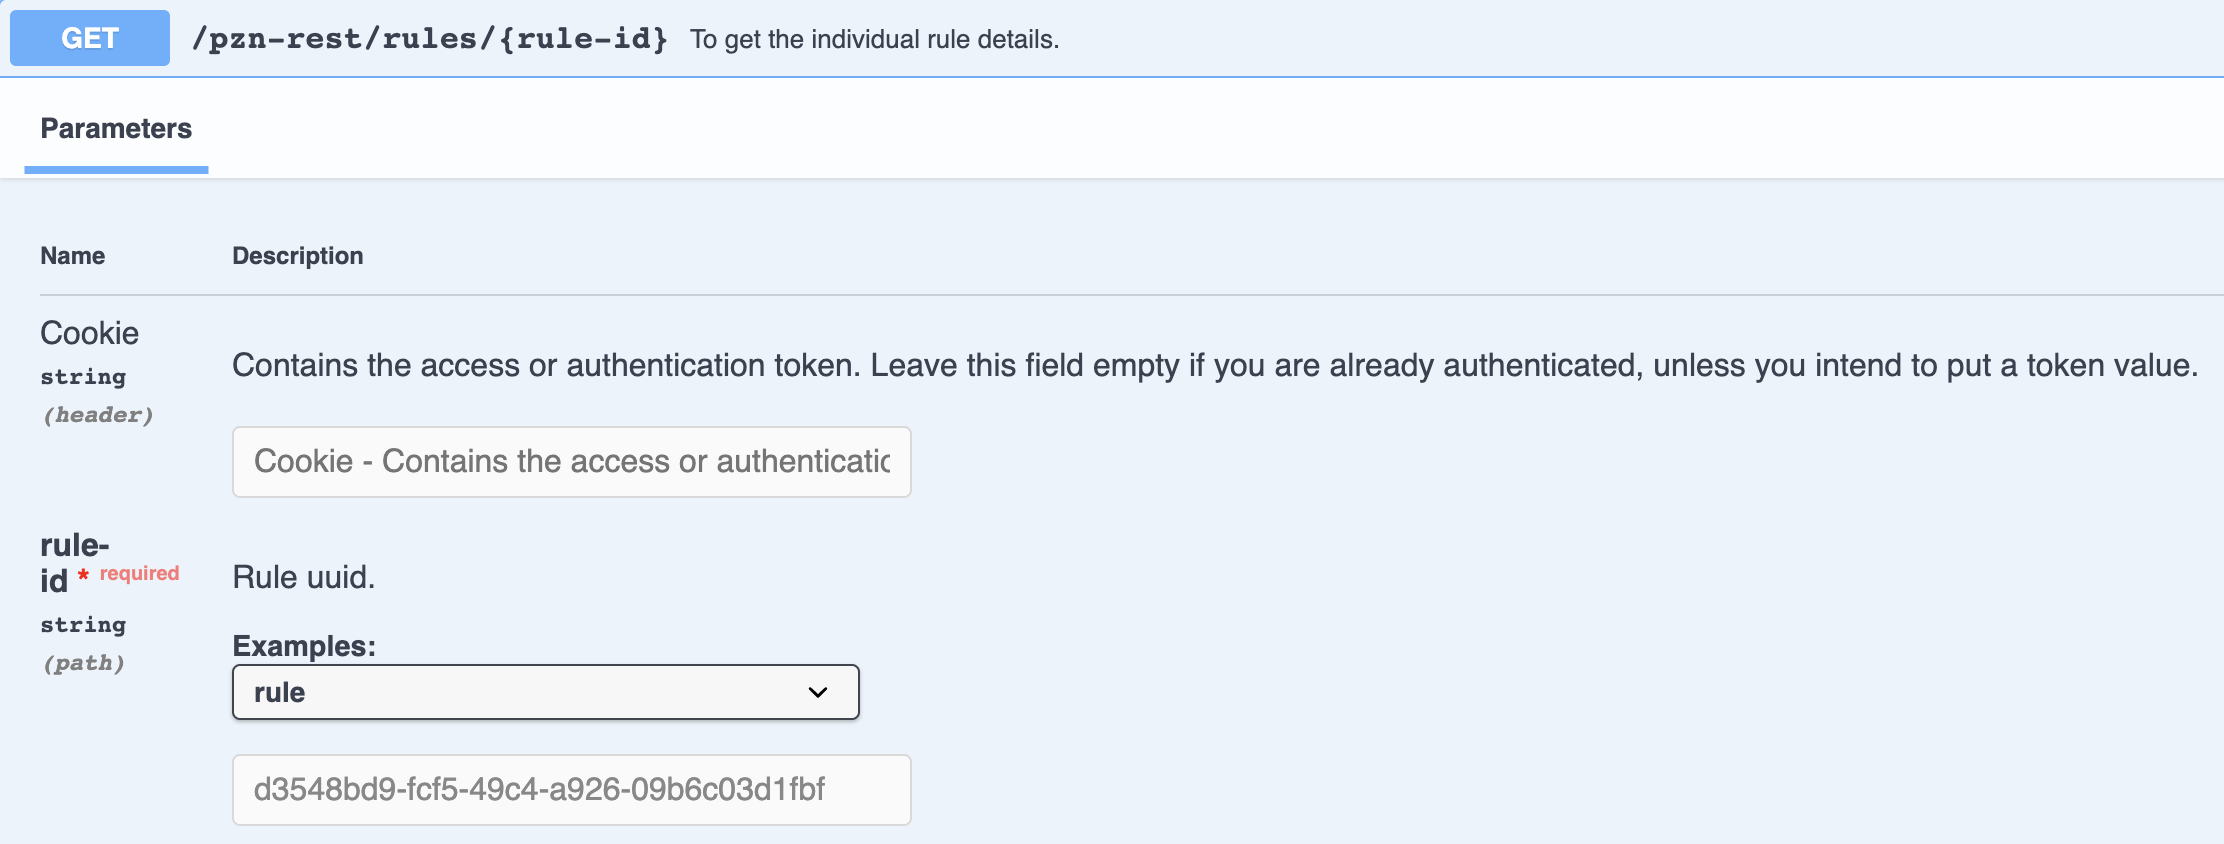 GET /pzn-rest/rules/{rule-id} To get the individual rule details.
Parameters
Name Description
Cookie
string
(header)
Contains the access or authentication token. Leave this field empty if you are already authenticated, unless you intend to put a token value.
Cookie - Contains the access or authenticatic
rule-
id * required
string
(path)
Rule uuid.
Examples:
rule
d3548bd9-fcf5-49c4-a926-09b6c03d1fbf